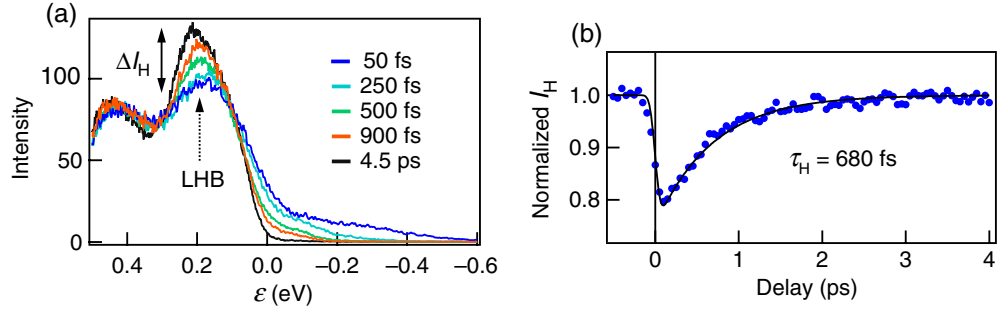 (a)
ΔI_H
Intensity
100
50
0
50 fs
250 fs
500 fs
900 fs
4.5 ps
LHB
0.4 0.2 0.0 −0.2 −0.4 −0.6
ε (eV)
(b)
Normalized I_H
1.0
0.9
0.8
τ_H = 680 fs
0 1 2 3 4
Delay (ps)